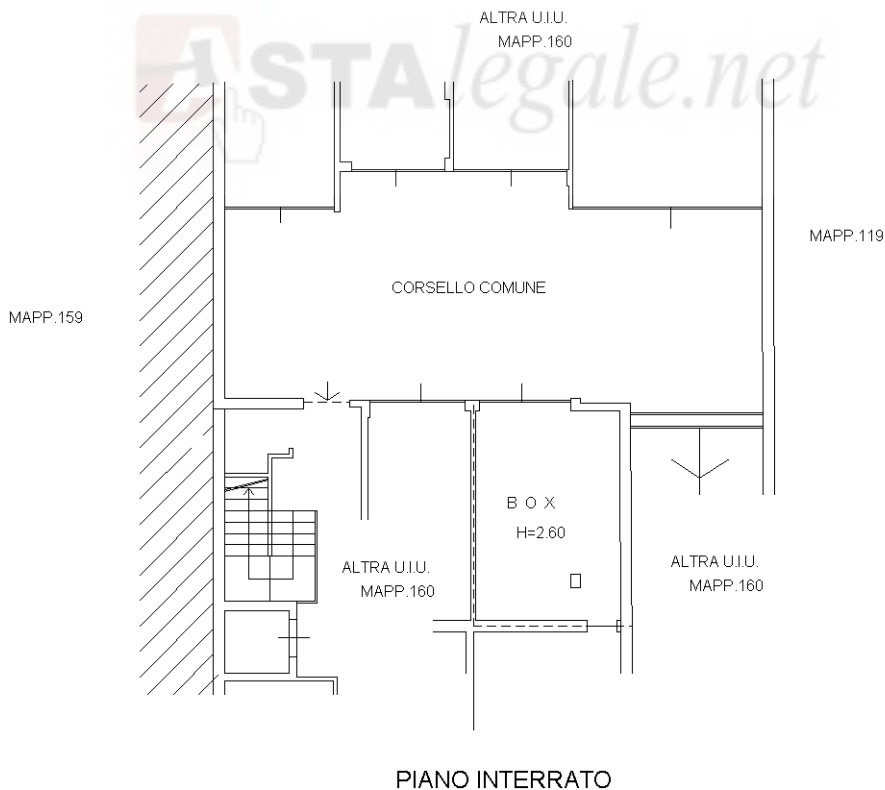 ALTRA U.I.U.
MAPP.160
ASTAlegale.net
MAPP.119
CORSELLO COMUNE
MAPP.159
B O X
H=2.60
ALTRA U.I.U.
MAPP.160
ALTRA U.I.U.
MAPP.160
PIANO INTERRATO